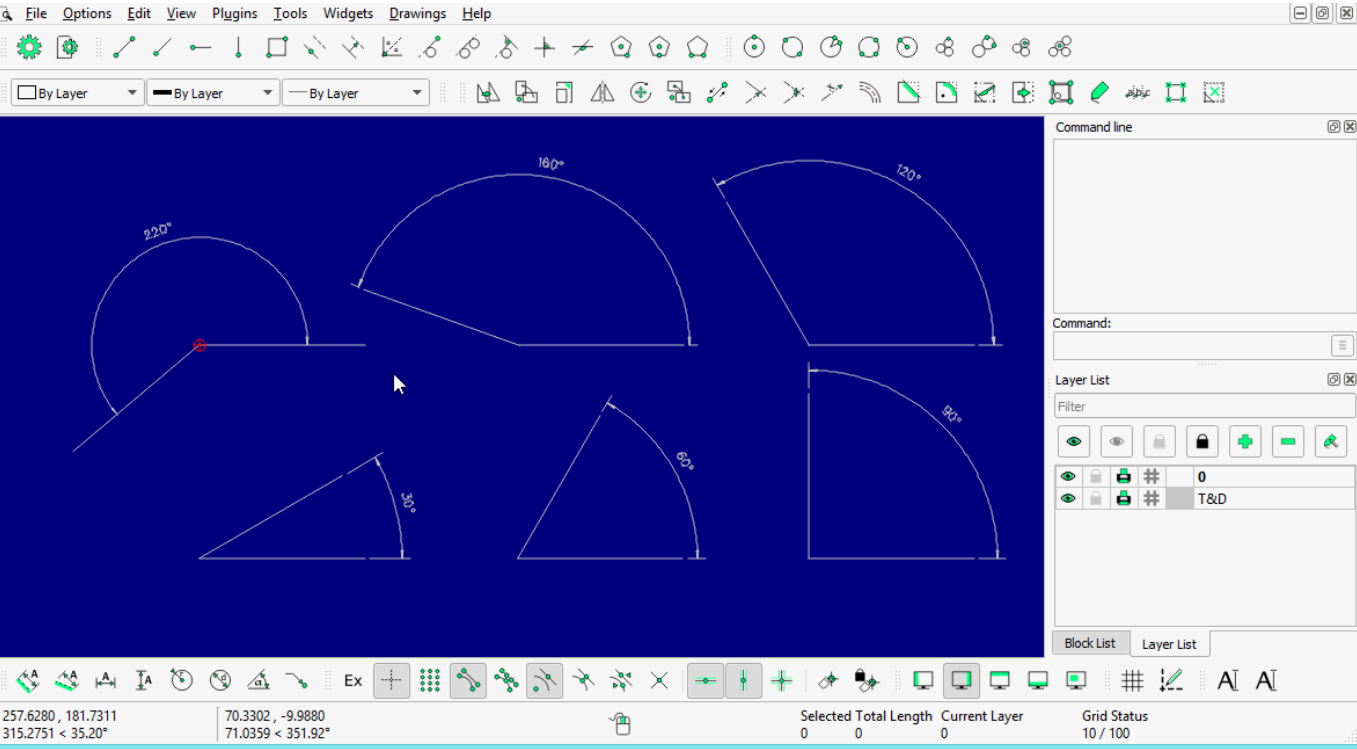 File Options Edit View Plugins Tools Widgets Drawings Help
By Layer By Layer By Layer
Command line
160°
120°
220°
Command:
Layer List
Filter
90°
60°
30°
0
T&D
Block List Layer List
A A A A Ex AI AI
257.6280 , 181.7311 70.3302 , -9.9880 Selected Total Length Current Layer Grid Status
315.2751 < 35.20° 71.0359 < 351.92° 0 0 0 10 / 100